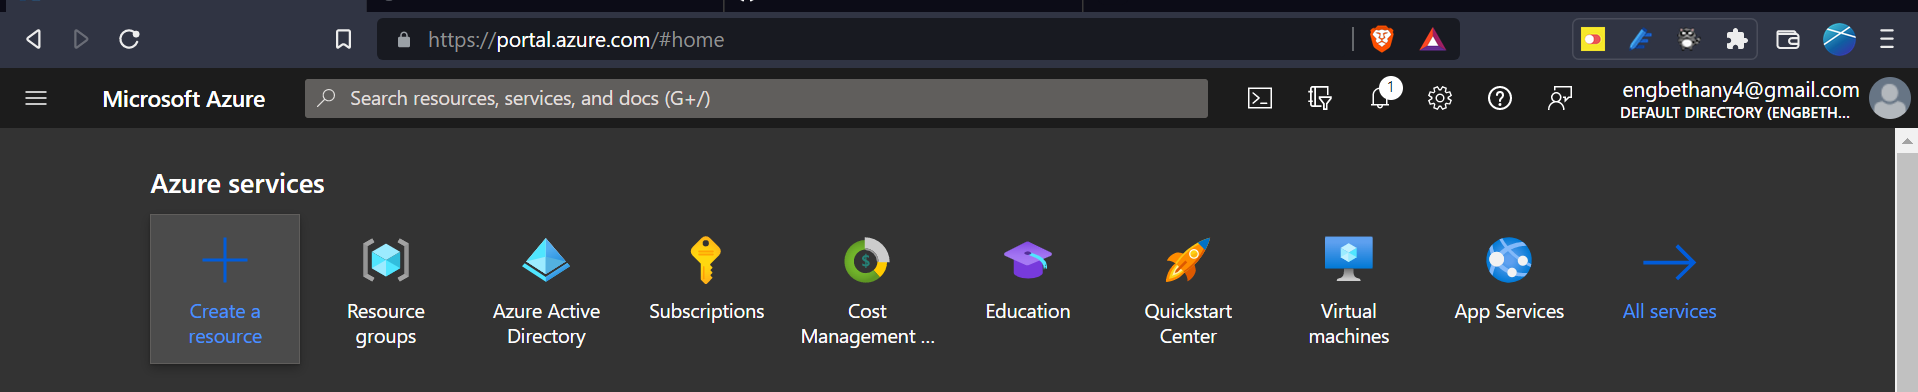 https://portal.azure.com/#home
Microsoft Azure
Search resources, services, and docs (G+/)
1
engbethany4@gmail.com
DEFAULT DIRECTORY (ENGBETH...
Azure services
Create a
resource
Resource
groups
Azure Active
Directory
Subscriptions
Cost
Management ...
Education
Quickstart
Center
Virtual
machines
App Services
All services